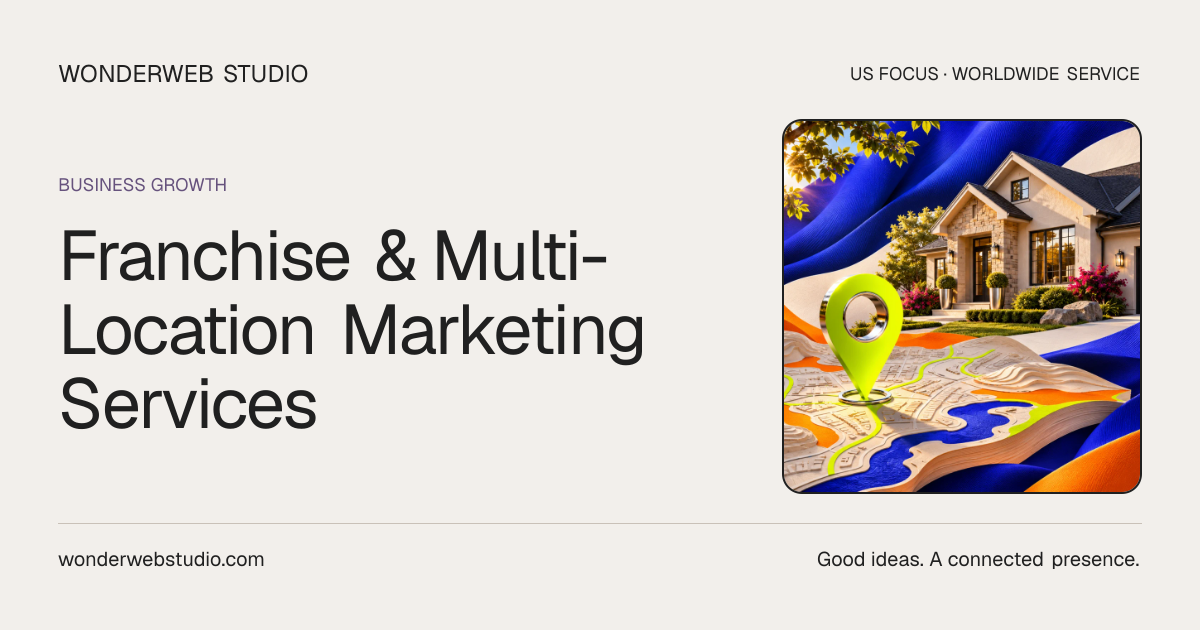 WONDERWEB STUDIO
US FOCUS · WORLDWIDE SERVICE
BUSINESS GROWTH
Franchise & Multi-
Location Marketing
Services
wonderwebstudio.com
Good ideas. A connected presence.